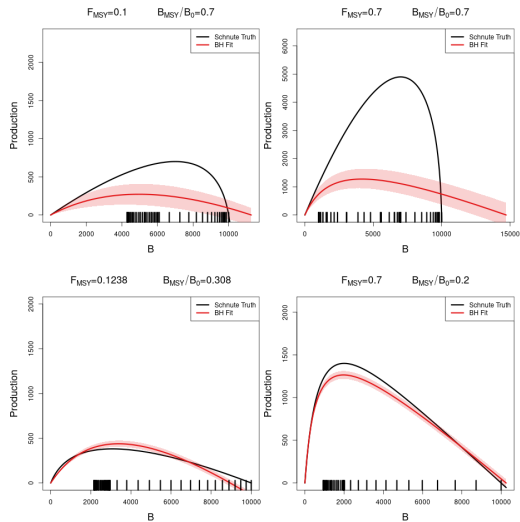 F_MSY=0.1 B_MSY/B_0=0.7
Schnute Truth
BH Fit
Production
0 500 1000 1500 2000
0 2000 4000 6000 8000 10000
B
F_MSY=0.7 B_MSY/B_0=0.7
Schnute Truth
BH Fit
Production
0 1000 2000 3000 4000 5000 6000
0 5000 10000 15000
B
F_MSY=0.1238 B_MSY/B_0=0.308
Schnute Truth
BH Fit
Production
0 500 1000 1500 2000
0 2000 4000 6000 8000 10000
B
F_MSY=0.7 B_MSY/B_0=0.2
Schnute Truth
BH Fit
Production
0 500 1000 1500 2000
0 2000 4000 6000 8000 10000
B